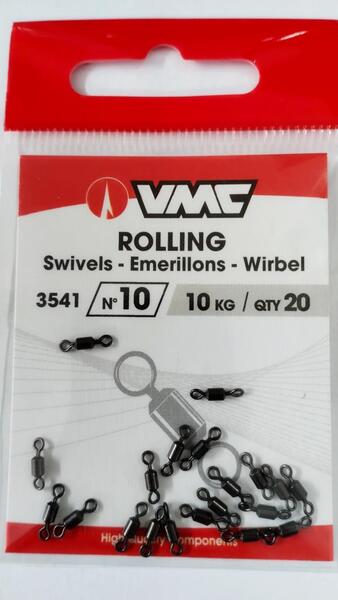 VMC
ROLLING
Swivels - Emerillons - Wirbel
3541 N° 10 10 KG / QTY 20
High Quality Components